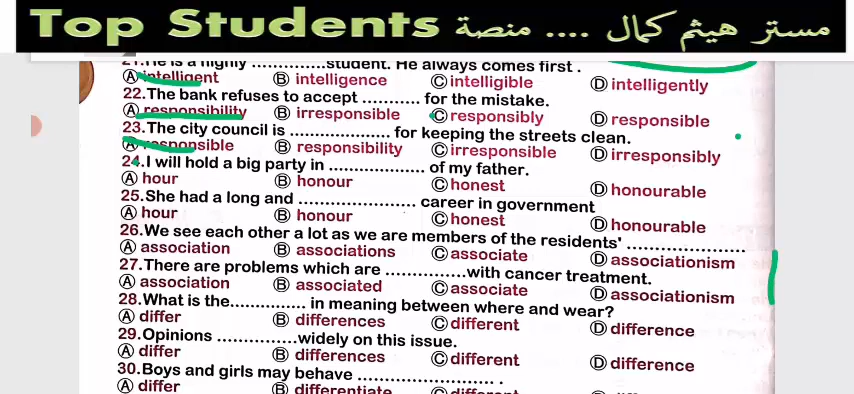 Top Students مستر هيثم كمال .... منصة
21.He is a highly ..............student. He always comes first .
Ⓐ intelligent Ⓑ intelligence Ⓒ intelligible Ⓓ intelligently
22.The bank refuses to accept ........... for the mistake.
Ⓐ responsibility Ⓑ irresponsible Ⓒ responsibly Ⓓ responsible
23.The city council is ................... for keeping the streets clean.
Ⓐ responsible Ⓑ responsibility Ⓒ irresponsible Ⓓ irresponsibly
24.I will hold a big party in .................. of my father.
Ⓐ hour Ⓑ honour Ⓒ honest Ⓓ honourable
25.She had a long and ...................... career in government
Ⓐ hour Ⓑ honour Ⓒ honest Ⓓ honourable
26.We see each other a lot as we are members of the residents' .......................
Ⓐ association Ⓑ associations Ⓒ associate Ⓓ associationism
27.There are problems which are ...............with cancer treatment.
Ⓐ association Ⓑ associated Ⓒ associate Ⓓ associationism
28.What is the.............. in meaning between where and wear?
Ⓐ differ Ⓑ differences Ⓒ different Ⓓ difference
29.Opinions ...............widely on this issue.
Ⓐ differ Ⓑ differences Ⓒ different Ⓓ difference
30.Boys and girls may behave .......................... .
Ⓐ differ Ⓑ differentiate Ⓒ